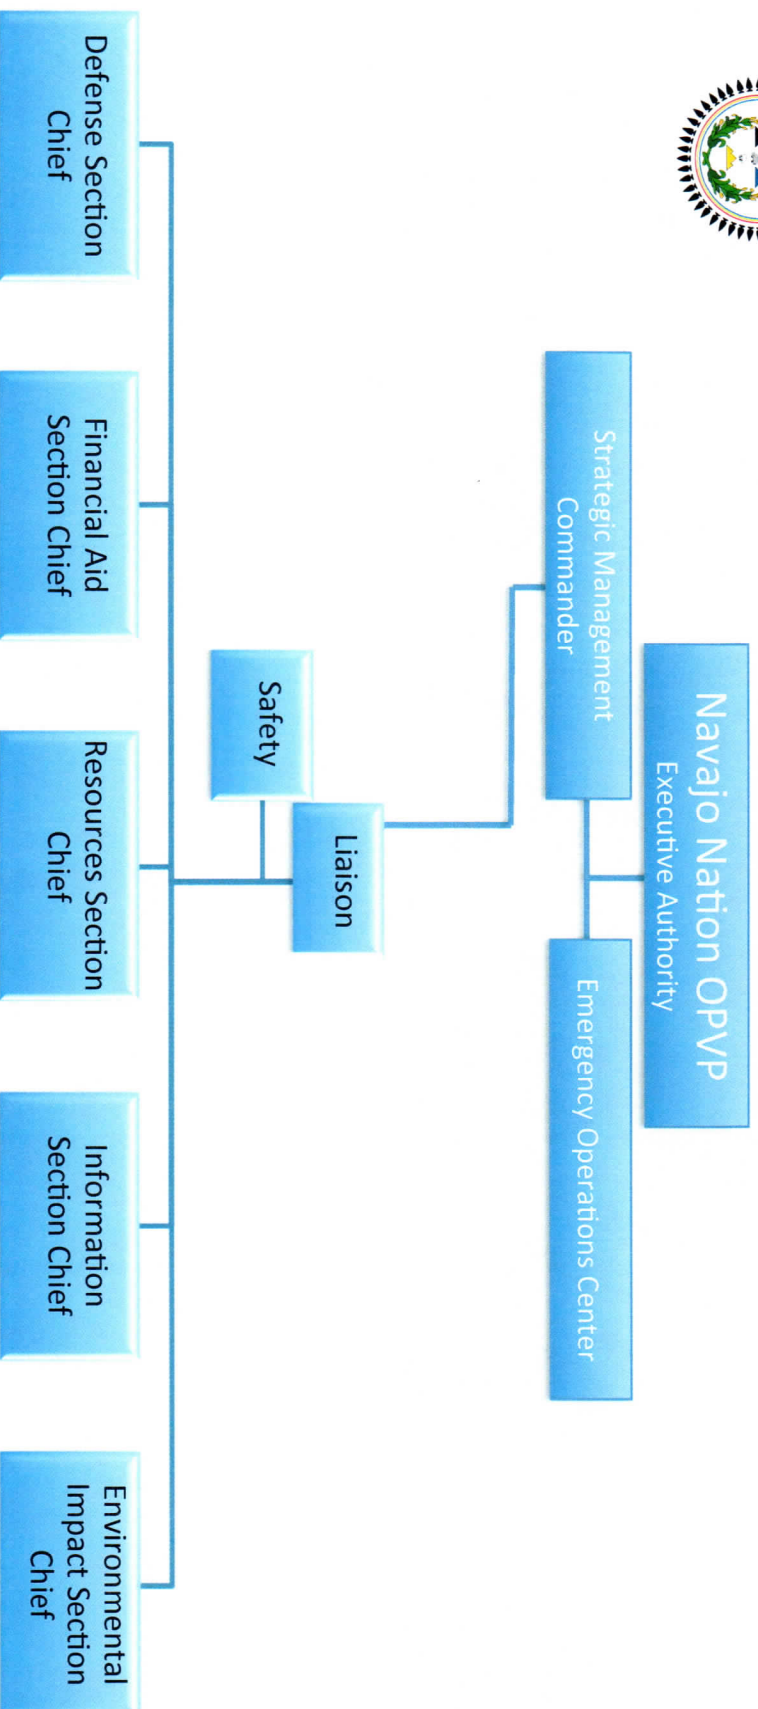 Navajo Nation OPVP
Executive Authority
Strategic Management
Commander
Emergency Operations Center
Liaison
Safety
Defense Section
Chief
Financial Aid
Section Chief
Resources Section
Chief
Information
Section Chief
Environmental
Impact Section
Chief